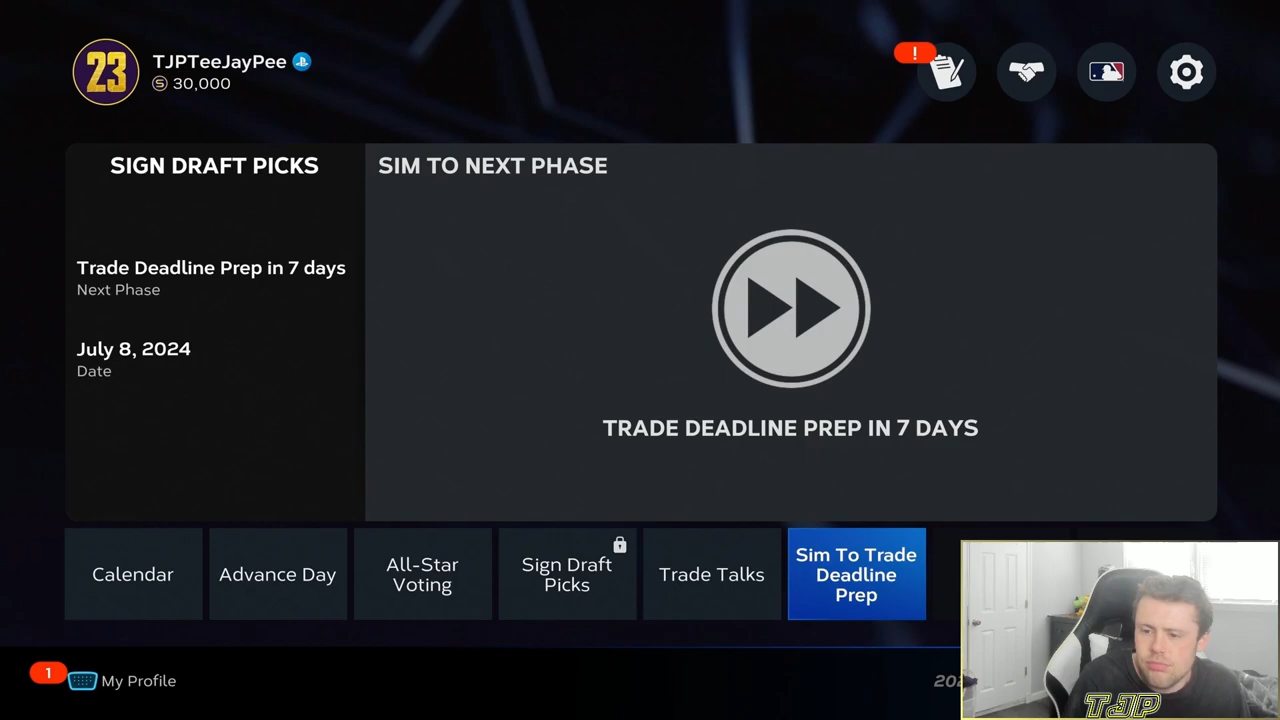 23
TJPTeeJayPee
30,000
!
SIGN DRAFT PICKS
Trade Deadline Prep in 7 days
Next Phase
July 8, 2024
Date
SIM TO NEXT PHASE
TRADE DEADLINE PREP IN 7 DAYS
Calendar
Advance Day
All-Star
Voting
Sign Draft
Picks
Trade Talks
Sim To Trade
Deadline
Prep
1
My Profile
TJP